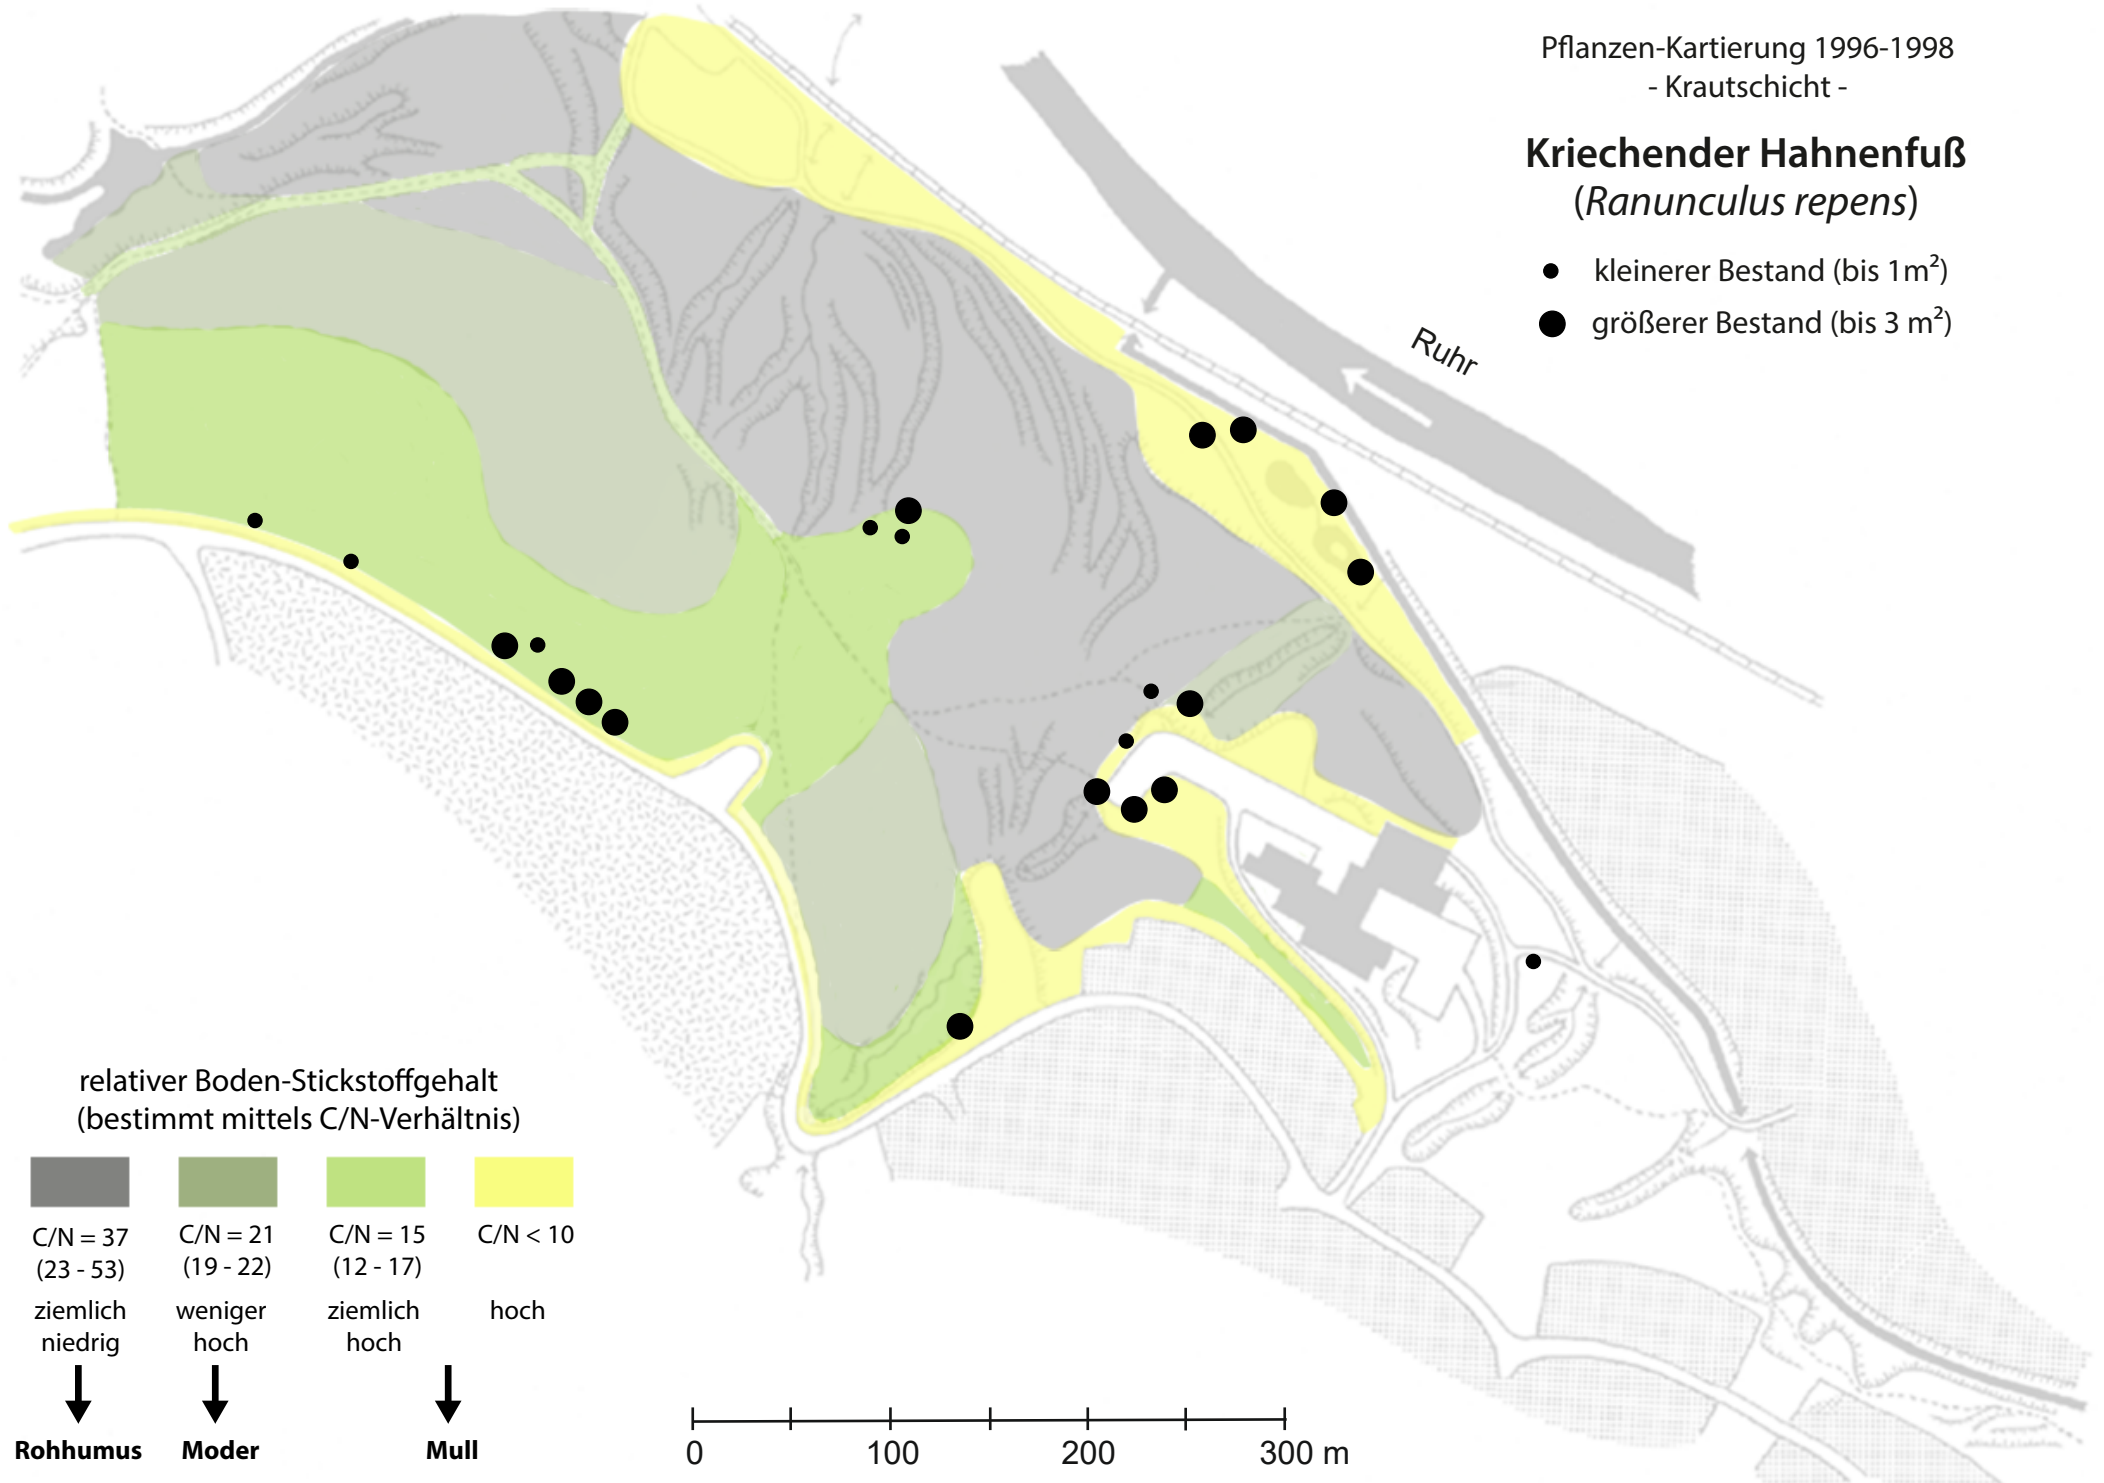 Pflanzen-Kartierung 1996-1998
- Krautschicht -
Kriechender Hahnenfuß
(Ranunculus repens)
kleinerer Bestand (bis 1m²)
größerer Bestand (bis 3 m²)
Ruhr
relativer Boden-Stickstoffgehalt
(bestimmt mittels C/N-Verhältnis)
C/N = 37
(23 - 53)
ziemlich
niedrig
Rohhumus
C/N = 21
(19 - 22)
weniger
hoch
Moder
C/N = 15
(12 - 17)
ziemlich
hoch
C/N < 10
hoch
Mull
0 100 200 300 m